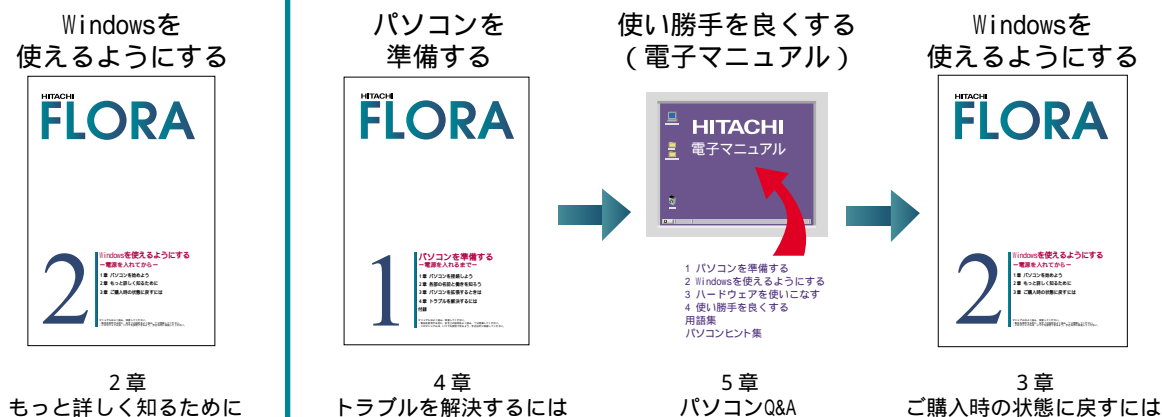 Windowsを
使えるようにする
HITACHI
FLORA
2
Windowsを使えるようにする
−電源を入れてから−
1章 パソコンを始めよう
2章 もっと詳しく知るために
3章 ご購入時の状態に戻すには
2章
もっと詳しく知るために
パソコンを
準備する
HITACHI
FLORA
1
パソコンを準備する
−電源を入れるまで−
1章 パソコンを接続しよう
2章 各部の名前と働きを知ろう
3章 パソコンを拡張するときは
4章 トラブルを解決するには
付録
4章
トラブルを解決するには
使い勝手を良くする
(電子マニュアル)
HITACHI
電子マニュアル
1 パソコンを準備する
2 Windowsを使えるようにする
3 ハードウェアを使いこなす
4 使い勝手を良くする
用語集
パソコンヒント集
5章
パソコンQ&A
Windowsを
使えるようにする
HITACHI
FLORA
2
Windowsを使えるようにする
−電源を入れてから−
1章 パソコンを始めよう
2章 もっと詳しく知るために
3章 ご購入時の状態に戻すには
3章
ご購入時の状態に戻すには